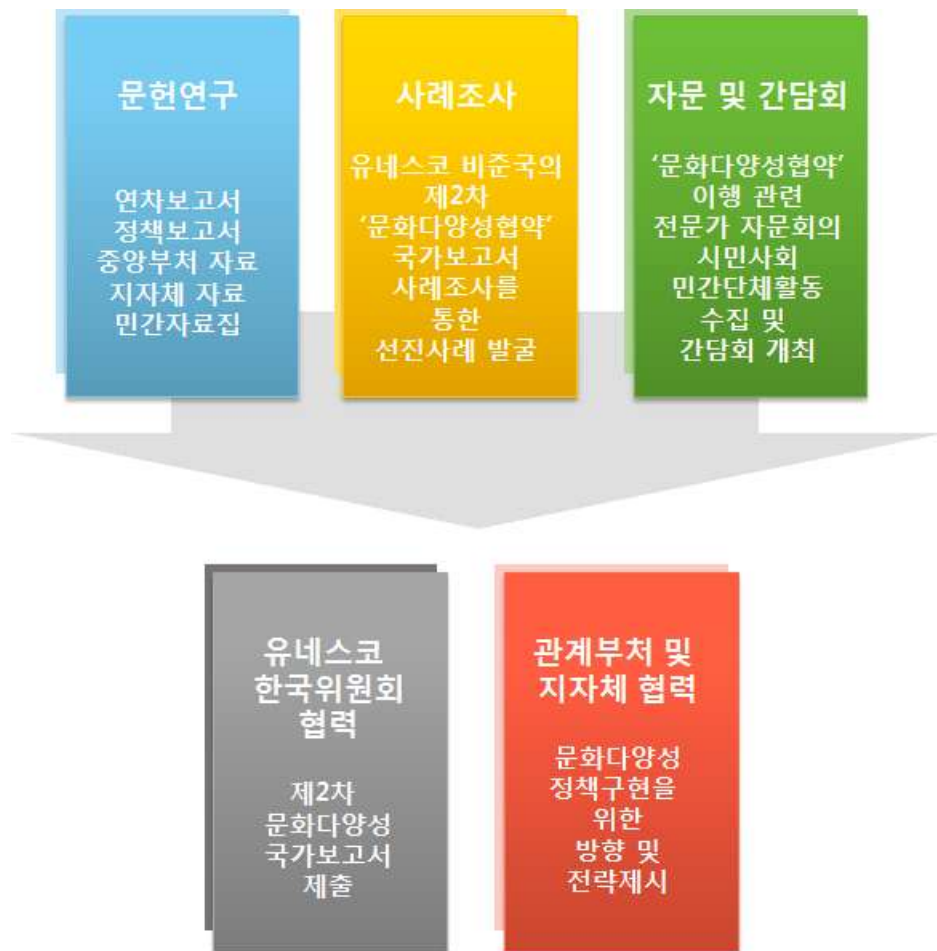 문헌연구
연차보고서
정책보고서
중앙부처 자료
지자체 자료
민간자료집
사례조사
유네스코 비준국의
제2차
‘문화다양성협약’
국가보고서
사례조사를
통한
선진사례 발굴
자문 및 간담회
‘문화다양성협약’
이행 관련
전문가 자문회의
시민사회
민간단체활동
수집 및
간담회 개최
유네스코
한국위원회
협력
제2차
문화다양성
국가보고서
제출
관계부처 및
지자체 협력
문화다양성
정책구현을
위한
방향 및
전략제시